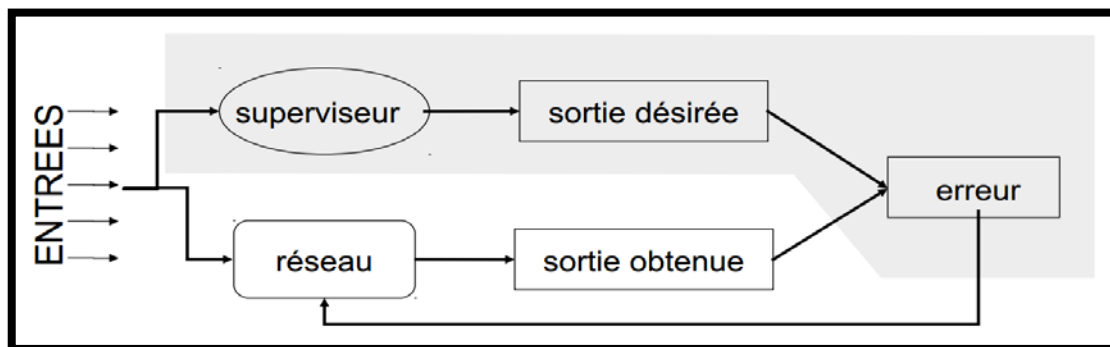 ENTREES
superviseur
sortie désirée
erreur
réseau
sortie obtenue